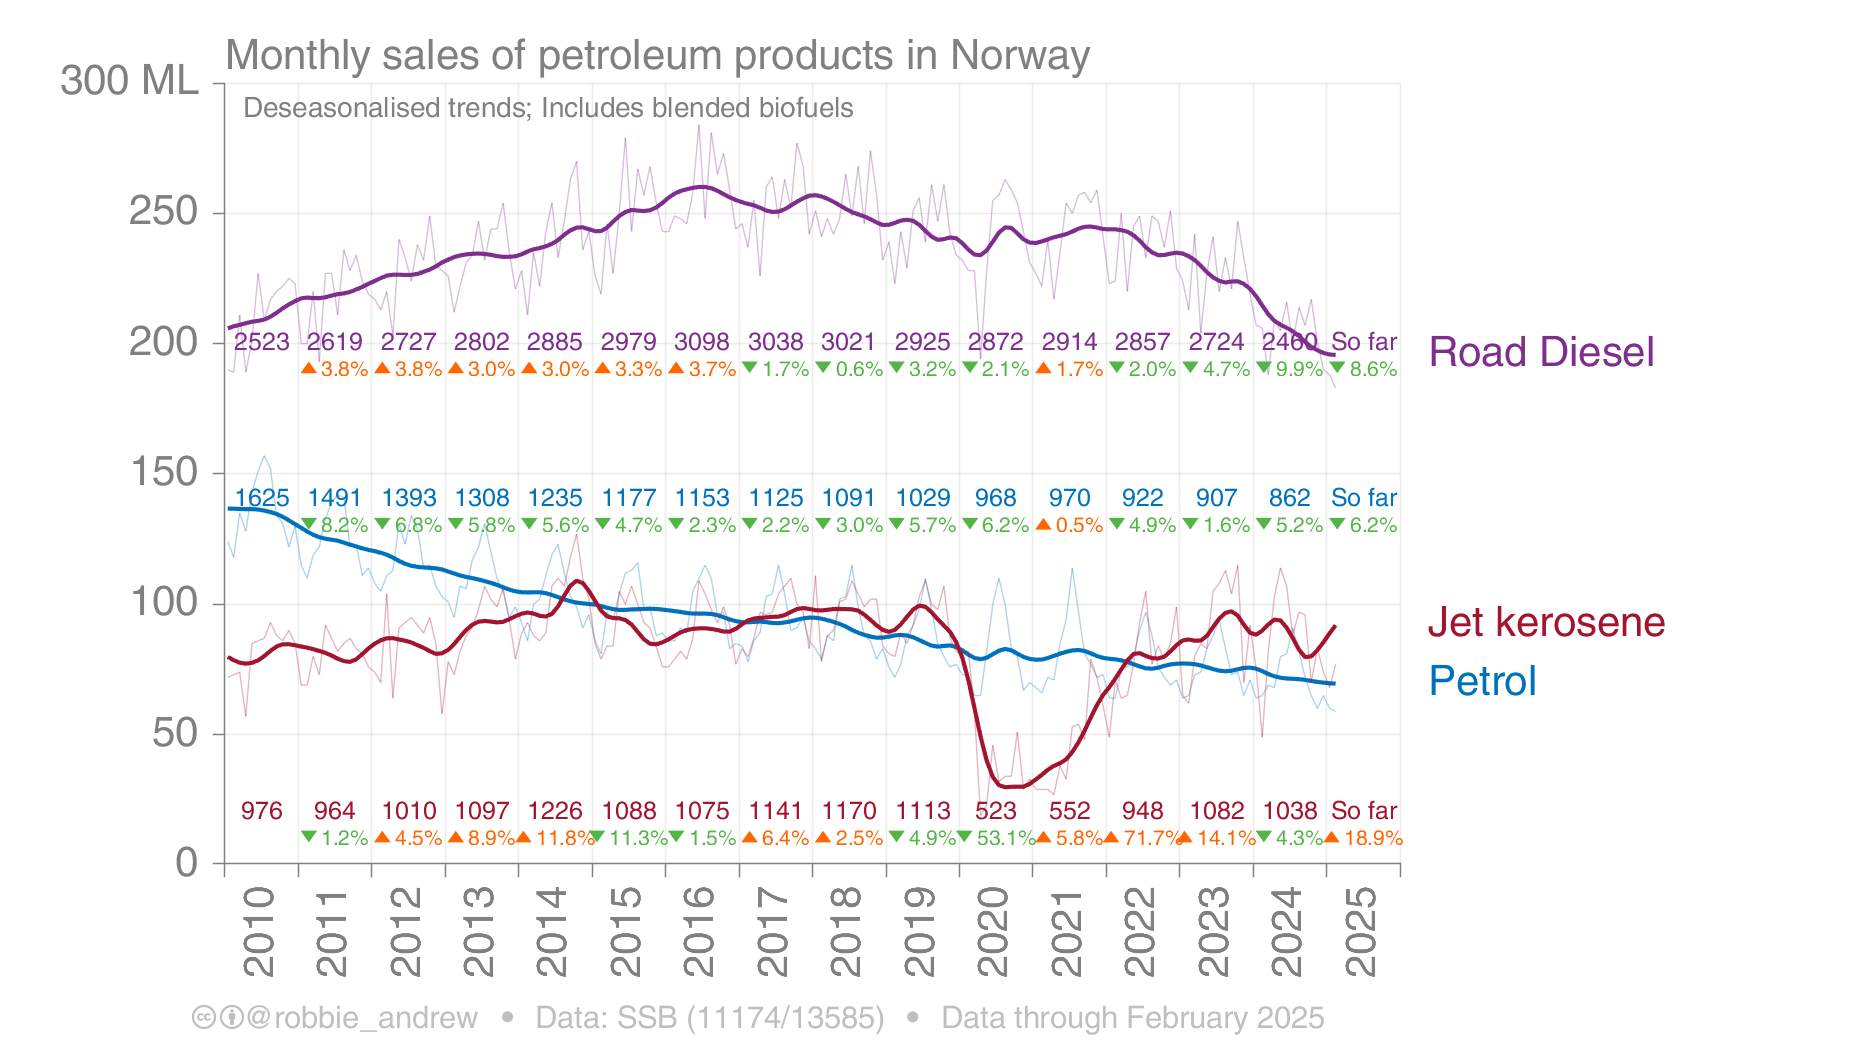 Monthly sales of petroleum products in Norway
300 ML
Deseasonalised trends; Includes blended biofuels
250
200
2523 2619 2727 2802 2885 2979 3098 3038 3021 2925 2872 2914 2857 2724 2460 So far
▲3.8% ▲3.8% ▲3.0% ▲3.0% ▲3.3% ▲3.7% ▼1.7% ▼0.6% ▼3.2% ▼2.1% ▲1.7% ▼2.0% ▼4.7% ▼9.9% ▼8.6%
Road Diesel
150
1625 1491 1393 1308 1235 1177 1153 1125 1091 1029 968 970 922 907 862 So far
▼8.2% ▼6.8% ▼5.8% ▼5.6% ▼4.7% ▼2.3% ▼2.2% ▼3.0% ▼5.7% ▼6.2% ▲0.5% ▼4.9% ▼1.6% ▼5.2% ▼6.2%
100
Jet kerosene
Petrol
50
976 964 1010 1097 1226 1088 1075 1141 1170 1113 523 552 948 1082 1038 So far
▼1.2% ▲4.5% ▲8.9% ▲11.8% ▼11.3% ▼1.5% ▲6.4% ▲2.5% ▼4.9% ▼53.1% ▲5.8% ▲71.7% ▲14.1% ▼4.3% ▲18.9%
0
2010 2011 2012 2013 2014 2015 2016 2017 2018 2019 2020 2021 2022 2023 2024 2025
cc @robbie_andrew • Data: SSB (11174/13585) • Data through February 2025